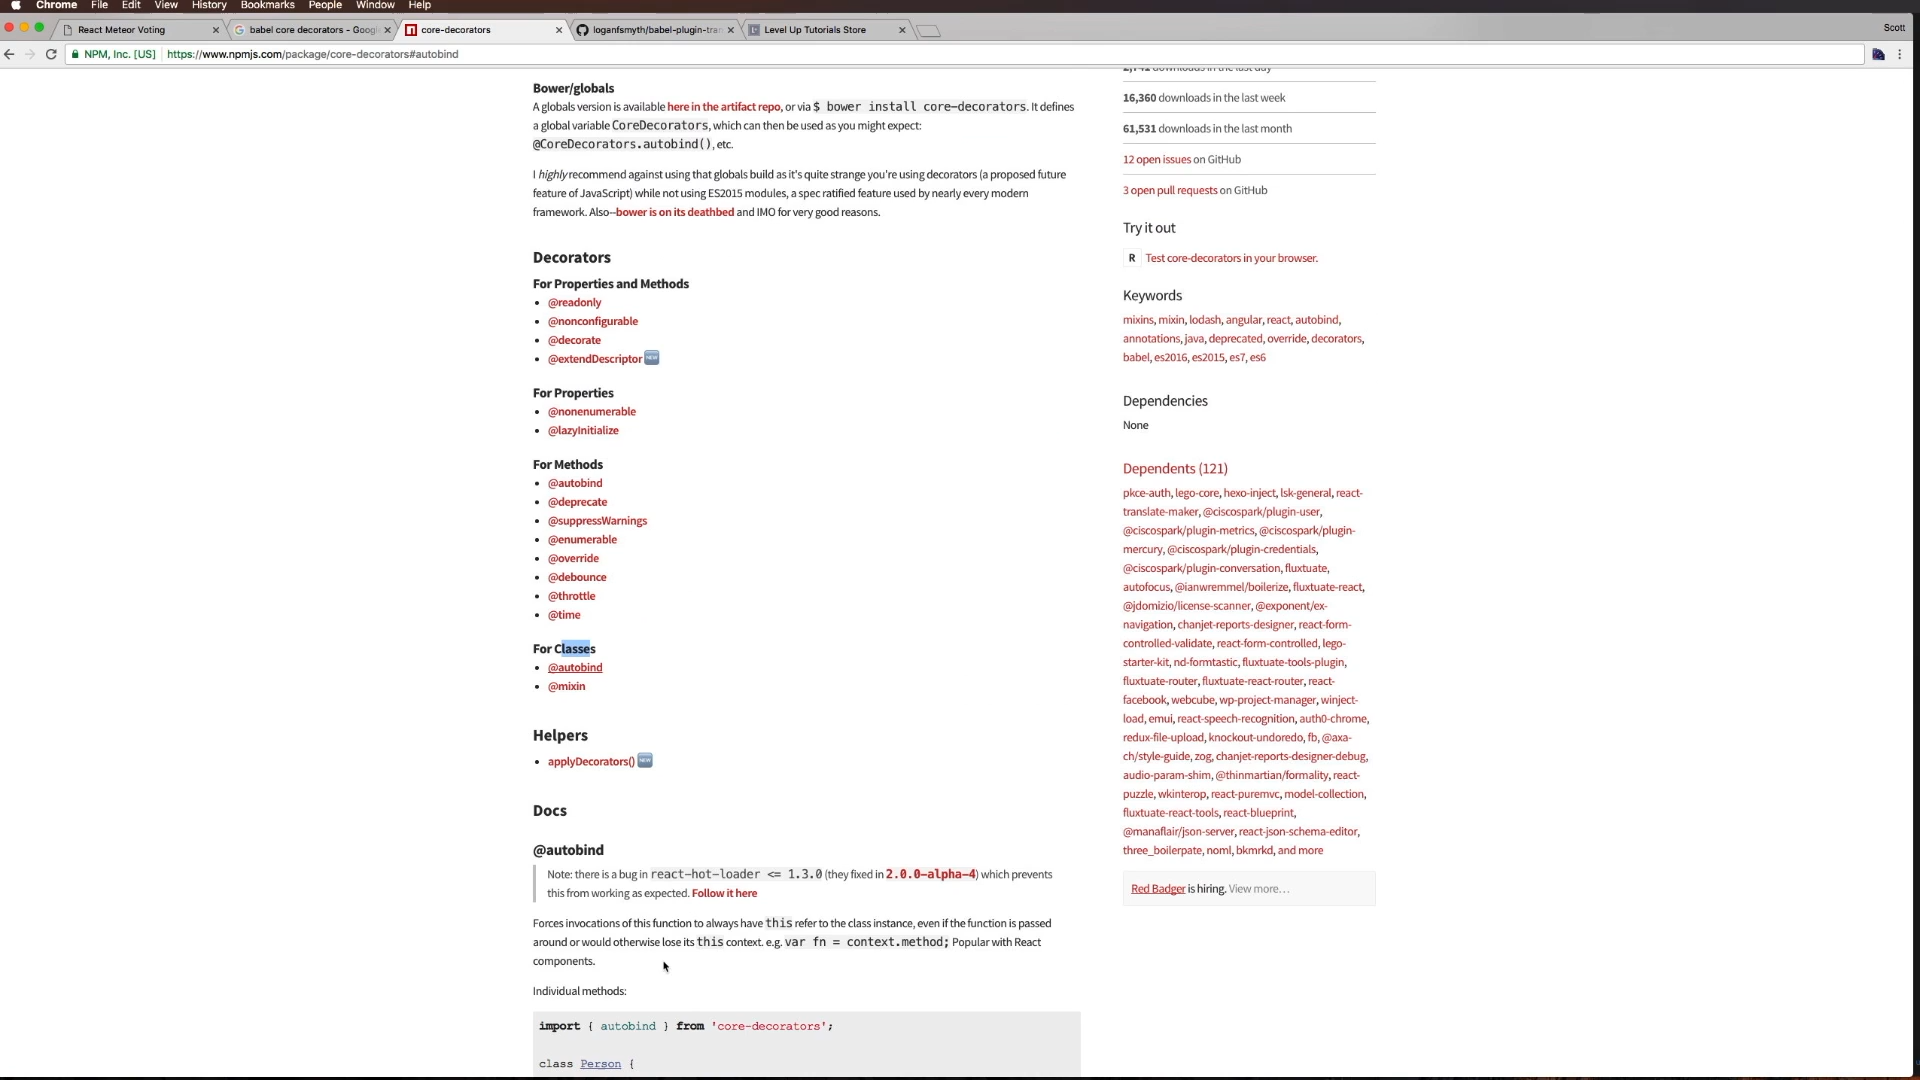 Chrome File Edit View History Bookmarks People Window Help
React Meteor Voting
babel core decorators - Googl
core-decorators
loganfsmyth/babel-plugin-tran
Level Up Tutorials Store
Scott
NPM, Inc. [US] https://www.npmjs.com/package/core-decorators#autobind
Bower/globals
A globals version is available here in the artifact repo, or via $ bower install core-decorators. It defines
a global variable CoreDecorators, which can then be used as you might expect:
@CoreDecorators.autobind(), etc.
I highly recommend against using that globals build as it's quite strange you're using decorators (a proposed future
feature of JavaScript) while not using ES2015 modules, a spec ratified feature used by nearly every modern
framework. Also--bower is on its deathbed and IMO for very good reasons.
Decorators
For Properties and Methods
@readonly
@nonconfigurable
@decorate
@extendDescriptor NEW
For Properties
@nonenumerable
@lazyInitialize
For Methods
@autobind
@deprecate
@suppressWarnings
@enumerable
@override
@debounce
@throttle
@time
For Classes
@autobind
@mixin
Helpers
applyDecorators() NEW
Docs
@autobind
Note: there is a bug in react-hot-loader <= 1.3.0 (they fixed in 2.0.0-alpha-4) which prevents
this from working as expected. Follow it here
Forces invocations of this function to always have this refer to the class instance, even if the function is passed
around or would otherwise lose its this context. e.g. var fn = context.method; Popular with React
components.
Individual methods:
import { autobind } from 'core-decorators';
class Person {
2,741 downloads in the last day
16,360 downloads in the last week
61,531 downloads in the last month
12 open issues on GitHub
3 open pull requests on GitHub
Try it out
R Test core-decorators in your browser.
Keywords
mixins, mixin, lodash, angular, react, autobind,
annotations, java, deprecated, override, decorators,
babel, es2016, es2015, es7, es6
Dependencies
None
Dependents (121)
pkce-auth, lego-core, hexo-inject, lsk-general, react-
translate-maker, @ciscospark/plugin-user,
@ciscospark/plugin-metrics, @ciscospark/plugin-
mercury, @ciscospark/plugin-credentials,
@ciscospark/plugin-conversation, fluxtuate,
autofocus, @ianwremmel/boilerize, fluxtuate-react,
@jdomizio/license-scanner, @exponent/ex-
navigation, chanjet-reports-designer, react-form-
controlled-validate, react-form-controlled, lego-
starter-kit, nd-formtastic, fluxtuate-tools-plugin,
fluxtuate-router, fluxtuate-react-router, react-
facebook, webcube, wp-project-manager, winject-
load, emui, react-speech-recognition, auth0-chrome,
redux-file-upload, knockout-undoredo, fb, @axa-
ch/style-guide, zog, chanjet-reports-designer-debug,
audio-param-shim, @thinmartian/formality, react-
puzzle, wkinterop, react-puremvc, model-collection,
fluxtuate-react-tools, react-blueprint,
@manaflair/json-server, react-json-schema-editor,
three_boilerpate, noml, bkmrkd, and more
Red Badger is hiring. View more…